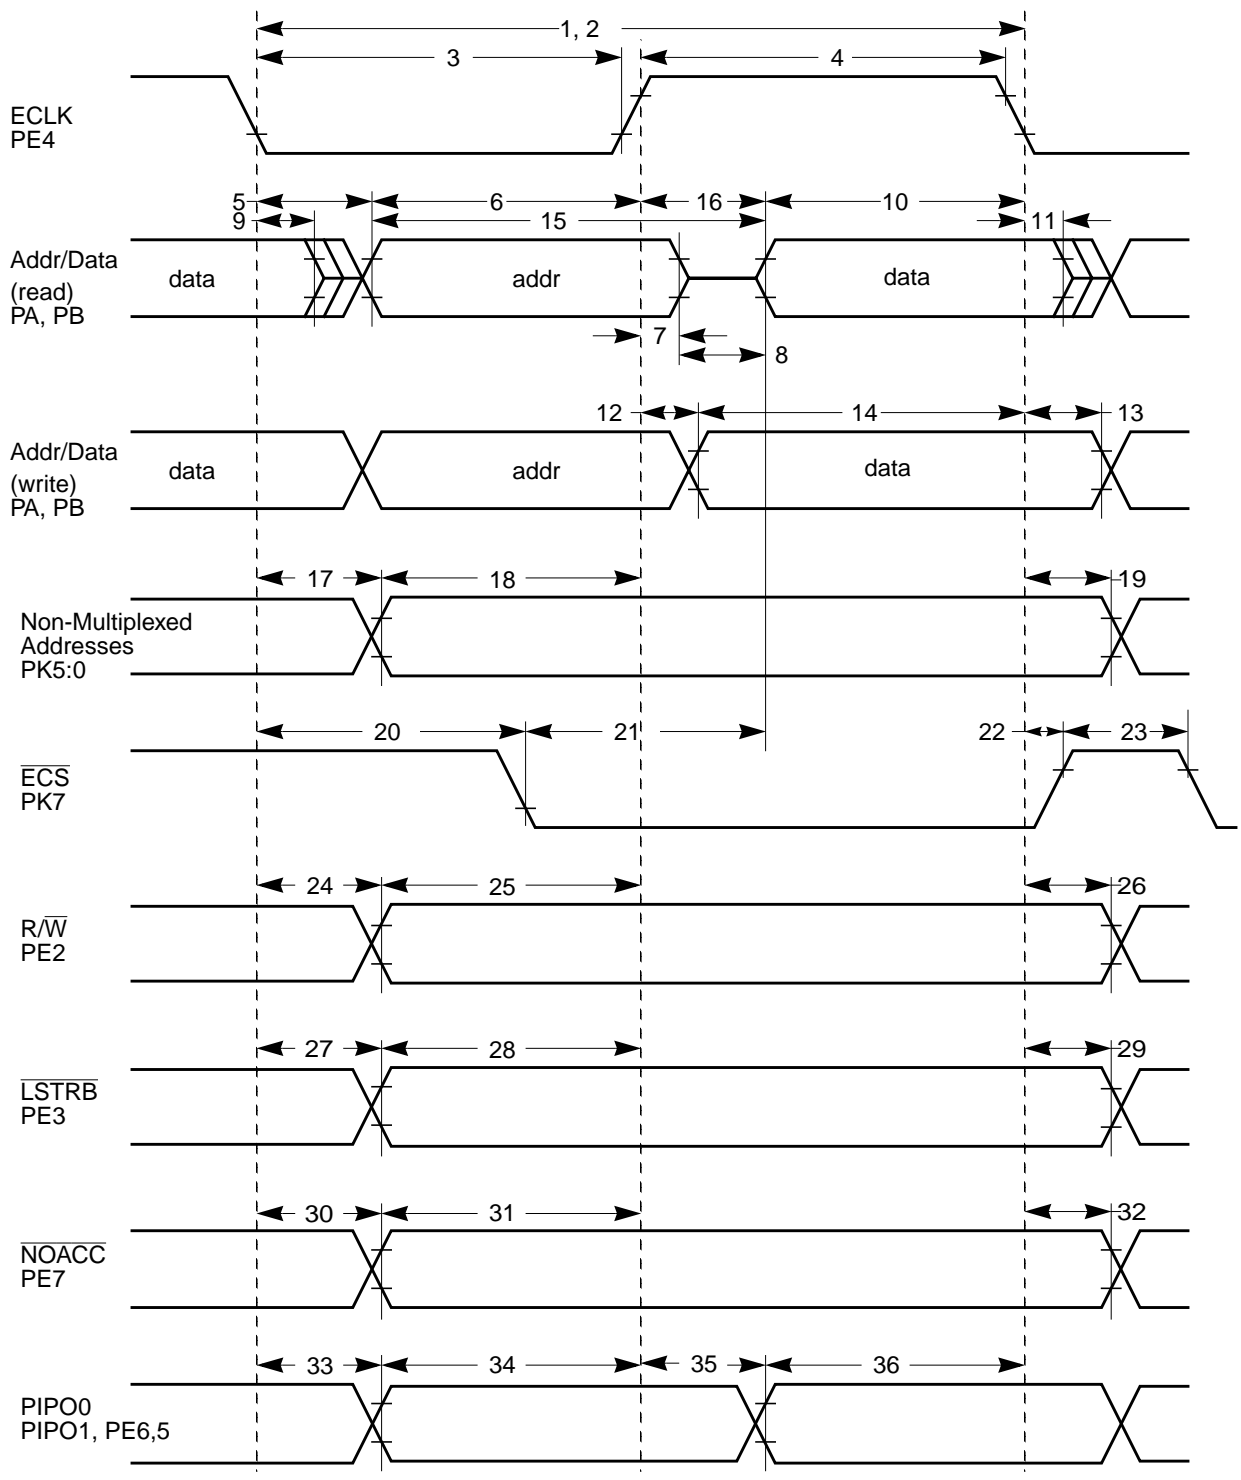 1, 2
3 4
ECLK
PE4
5 6 16 10
9 15 11
Addr/Data
(read)
PA, PB
data addr data
7
8
12 14 13
Addr/Data
(write)
PA, PB
data addr data
17 18 19
Non-Multiplexed
Addresses
PK5:0
20 21 22 23
ECS
PK7
24 25 26
R/W
PE2
27 28 29
LSTRB
PE3
30 31 32
NOACC
PE7
33 34 35 36
PIPO0
PIPO1, PE6,5